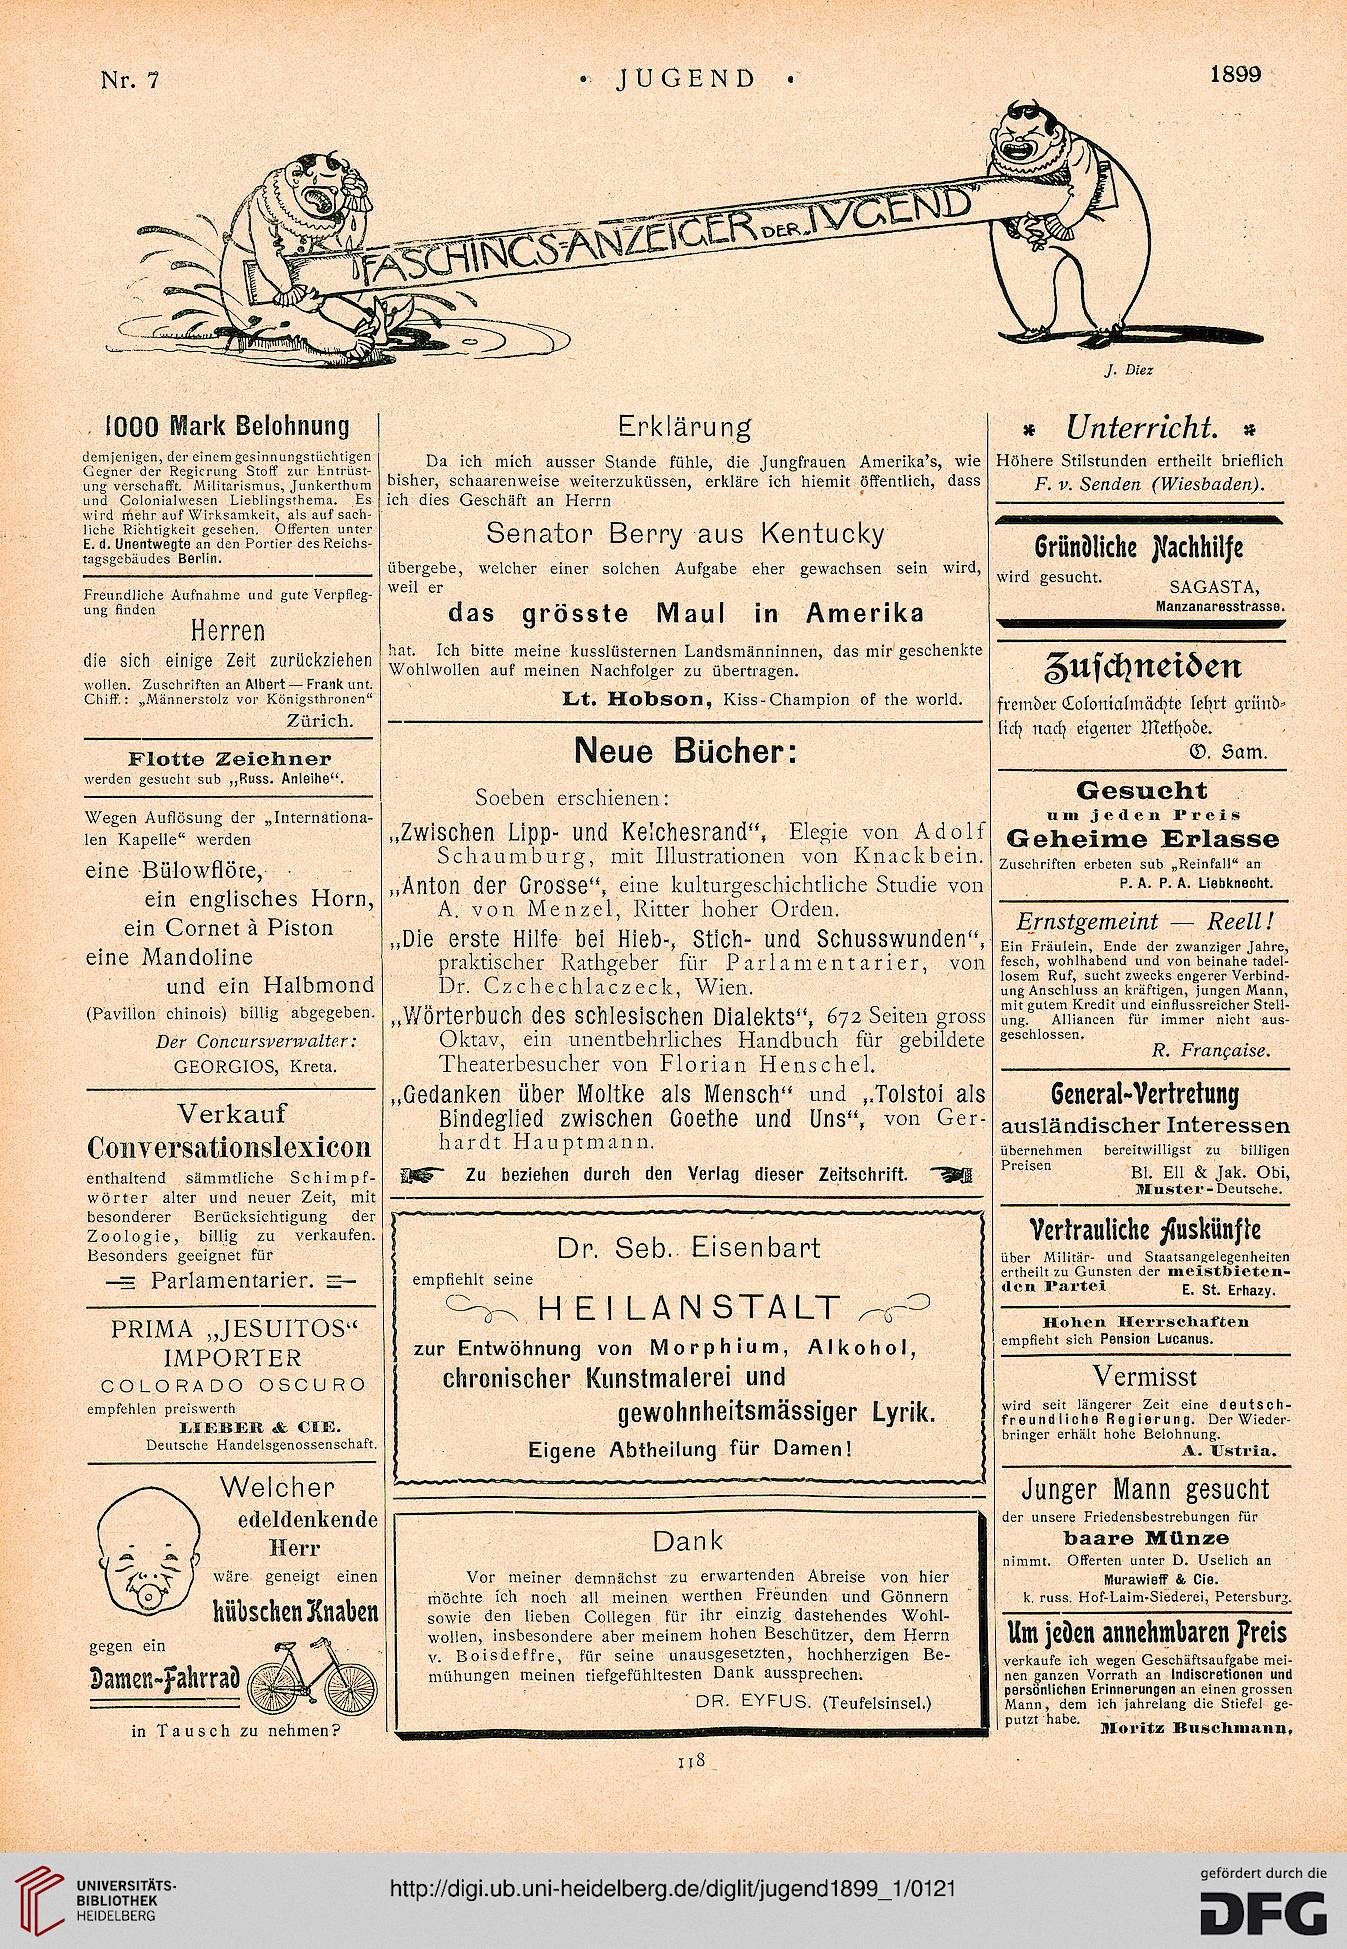 Nr. 7
• JUGEND •
1899
FASCHINGS-ANZEIGER DER „JVGEND"
J. Diez
1000 Mark Belohnung
demjenigen, der einem gesinnungstüchtigen
Gegner der Regierung Stoff zur Entrüst-
ung verschafft. Militarismus, Junkerthum
und Colonialwesen Lieblingsthema. Es
wird mehr auf Wirksamkeit, als auf sach-
liche Richtigkeit gesehen. Offerten unter
E. d. Unentwegte an den Portier des Reichs-
tagsgebäudes Berlin.
Freundliche Aufnahme und gute Verpfleg-
ung finden
Herren
die sich einige Zeit zurückziehen
wollen. Zuschriften an Albert — Frank unt.
Chiff.: „Männerstolz vor Königsthronen“
Zürich.
Flotte Zeichner
werden gesucht sub „Russ. Anleihe“.
Wegen Auflösung der „Internationa-
len Kapelle“ werden
eine Bülowflöte,
ein englisches Horn,
ein Cornet à Piston
eine Mandoline
und ein Halbmond
(Pavillon chinois) billig abgegeben.
Der Concursverwalter:
GEORGIOS, Kreta.
Verkauf
Conversationslexicon
enthaltend sämmtliche Schimpf-
wörter alter und neuer Zeit, mit
besonderer Berücksichtigung der
Zoologie, billig zu verkaufen.
Besonders geeignet für
Parlamentarier.
PRIMA „JESUITOS“
IMPORTER
COLORADO OSCURO
empfehlen preiswerth
LIEBER & CIE.
Deutsche Handelsgenossenschaft.
Welcher
edeldenkende
Herr
wäre geneigt einen
hübschen Knaben
gegen ein
Damen-Fahrrad
in Tausch zu nehmen?
Erklärung
Da ich mich ausser Stande fühle, die Jungfrauen Amerika’s, wie
bisher, schaarenweise weiterzuküssen, erkläre ich hiemit öffentlich, dass
ich dies Geschäft an Herrn
Senator Berry aus Kentucky
übergebe, welcher einer solchen Aufgabe eher gewachsen sein wird,
weil er
das grösste Maul in Amerika
hat. Ich bitte meine kusslüsternen Landsmänninnen, das mir geschenkte
Wohlwollen auf meinen Nachfolger zu übertragen.
Lt. Hobson, Kiss-Champion of the world.
Neue Bücher:
Soeben erschienen:
„Zwischen Lipp- und Kelchesrand“, Elegie von Adolf
Schaumburg, mit Illustrationen von Knackbein.
„Anton der Grosse“, eine kulturgeschichtliche Studie von
A. von Menzel, Ritter hoher Orden.
„Die erste Hilfe bei Hieb-, Stich- und Schusswunden“,
praktischer Rathgeber für Parlamentarier, von
Dr. Czchechlaczeck, Wien.
„Wörterbuch des schlesischen Dialekts“, 672 Seiten gross
Oktav, ein unentbehrliches Handbuch für gebildete
Theaterbesucher von Florian Henschel.
„Gedanken über Moltke als Mensch“ und „Tolstoi als
Bindeglied zwischen Goethe und Uns“, von Ger-
hardt Hauptmann.
Zu beziehen durch den Verlag dieser Zeitschrift.
Dr. Seb. Eisenbart
empfiehlt seine
HEILANSTALT
zur Entwöhnung von Morphium, Alkohol,
chronischer Kunstmalerei und
gewohnheitsmässiger Lyrik.
Eigene Abtheilung für Damen!
Dank
Vor meiner demnächst zu erwartenden Abreise von hier
möchte ich noch all meinen werthen Freunden und Gönnern
sowie den lieben Collegen für ihr einzig dastehendes Wohl-
wollen, insbesondere aber meinem hohen Beschützer, dem Herrn
v. Boisdeffre, für seine unausgesetzten, hochherzigen Be-
mühungen meinen tiefgefühltesten Dank aussprechen.
DR. EYFUS. (Teufelsinsel.)
* Unterricht. *
Höhere Stilstunden ertheilt brieflich
F. v. Senden (Wiesbaden).
Gründliche Nachhilfe
wird gesucht.
SAGASTA,
Manzanaresstrasse.
Zuschneiden
fremder Colonialmächte lehrt gründ-
lich nach eigener Methode.
O. Sam.
Gesucht
um jeden Preis
Geheime Erlasse
Zuschriften erbeten sub „Reinfall“ an
P. A. P. A. Liebknecht.
Ernstgemeint — Reell!
Ein Fräulein, Ende der zwanziger Jahre,
fesch, wohlhabend und von beinahe tadel-
losem Ruf, sucht zwecks engerer Verbind-
ung Anschluss an kräftigen, jungen Mann,
mit gutem Kredit und einflussreicher Stell-
ung. Alliancen für immer nicht aus-
geschlossen.
R. Française.
General-Vertretung
ausländischer Interessen
übernehmen bereitwilligst zu billigen
Preisen
Bl. Ell & Jak. Obi,
Muster-Deutsche.
Vertrauliche Auskünfte
über Militär- und Staatsangelegenheiten
ertheilt zu Gunsten der meistbieten-
den Partei
E. St. Erhazy.
Hohen Herrschaften
empfieht sich Pension Lucanus.
Vermisst
wird seit längerer Zeit eine deutsch-
freundliche Regierung. Der Wieder-
bringer erhält hohe Belohnung.
A. Ustria.
Junger Mann gesucht
der unsere Friedensbestrebungen für
baare Münze
nimmt. Offerten unter D. Uselich an
Murawieff & Cie.
k. russ. Hof-Laim-Siederei, Petersburg.
Um jeden annehmbaren Preis
verkaufe ich wegen Geschäftsaufgabe mei-
nen ganzen Vorrath an Indiscretionen und
persönlichen Erinnerungen an einen grossen
Mann, dem ich jahrelang die Stiefel ge-
putzt habe.
Moritz Buschmann,
118
UNIVERSITÄTS-
BIBLIOTHEK
HEIDELBERG
http://digi.ub.uni-heidelberg.de/diglit/jugend1899_1/0121
gefördert durch die
DFG